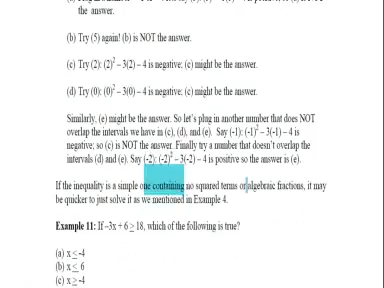 the answer.
(b) Try (5) again! (b) is NOT the answer.
(c) Try (2): (2)² – 3(2) – 4 is negative; (c) might be the answer.
(d) Try (0): (0)² – 3(0) – 4 is negative; (c) might be the answer.
Similarly, (e) might be the answer. So let's plug in another number that does NOT
overlap the intervals we have in (c), (d), and (e). Say (-1): (-1)² – 3(-1) – 4 is
negative; so (c) is NOT the answer. Finally try a number that doesn't overlap the
intervals (d) and (e). Say (-2): (-2)² – 3(-2) – 4 is positive so the answer is (e).
If the inequality is a simple one containing no squared terms or algebraic fractions, it may
be quicker to just solve it as we mentioned in Example 4.
Example 11: If –3x + 6 ≥ 18, which of the following is true?
(a) x ≤ -4
(b) x ≤ 6
(c) x ≥ -4